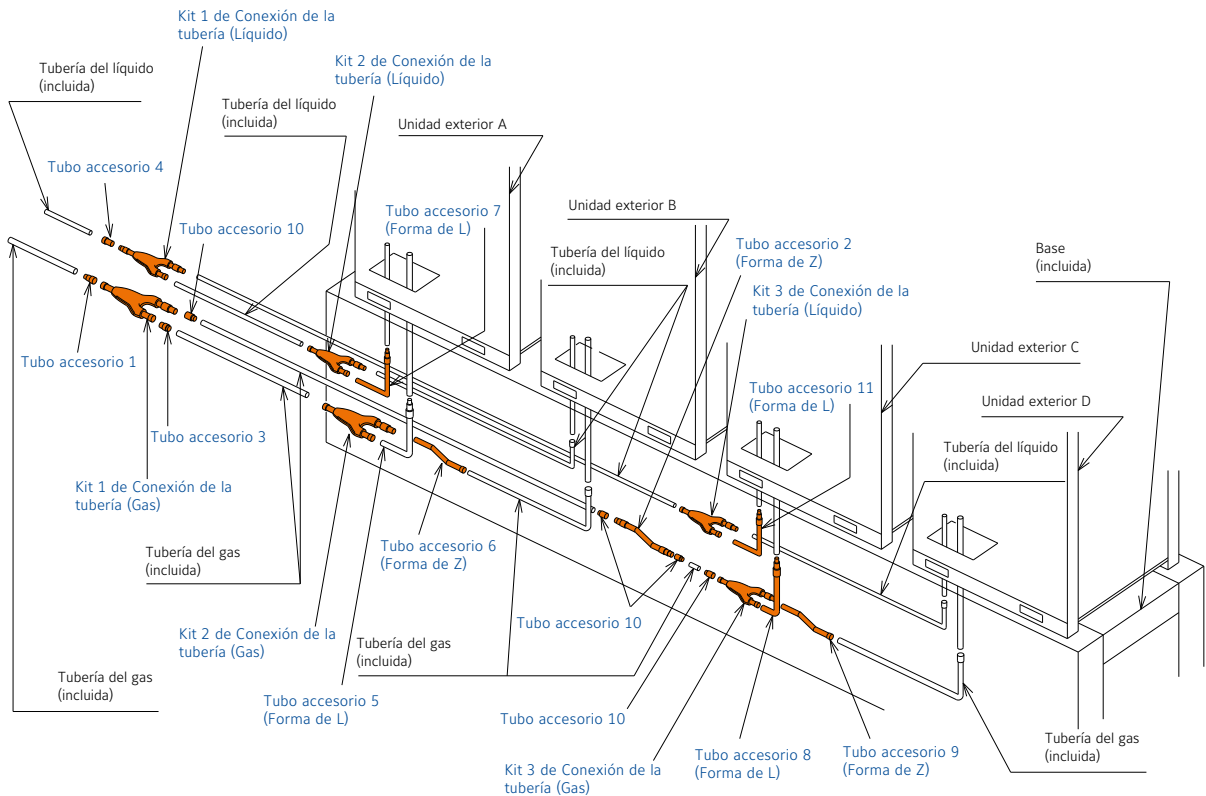 Kit 1 de Conexión de la
tubería (Líquido)
Kit 2 de Conexión de la
tubería (Líquido)
Tubería del líquido
(incluida)
Tubería del líquido
(incluida)
Unidad exterior A
Tubo accesorio 4
Unidad exterior B
Tubo accesorio 7
(Forma de L)
Tubo accesorio 10
Tubo accesorio 2
(Forma de Z)
Tubería del líquido
(incluida)
Base
(incluida)
Kit 3 de Conexión de la
tubería (Líquido)
Unidad exterior C
Tubo accesorio 1
Tubo accesorio 11
(Forma de L)
Unidad exterior D
Tubo accesorio 3
Tubería del líquido
(incluida)
Kit 1 de Conexión de la
tubería (Gas)
Tubo accesorio 6
(Forma de Z)
Tubería del gas
(incluida)
Tubo accesorio 10
Kit 2 de Conexión de la
tubería (Gas)
Tubería del gas
(incluida)
Tubería del gas
(incluida)
Tubo accesorio 5
(Forma de L)
Tubo accesorio 10
Tubería del gas
(incluida)
Tubo accesorio 8
(Forma de L)
Tubo accesorio 9
(Forma de Z)
Kit 3 de Conexión de la
tubería (Gas)